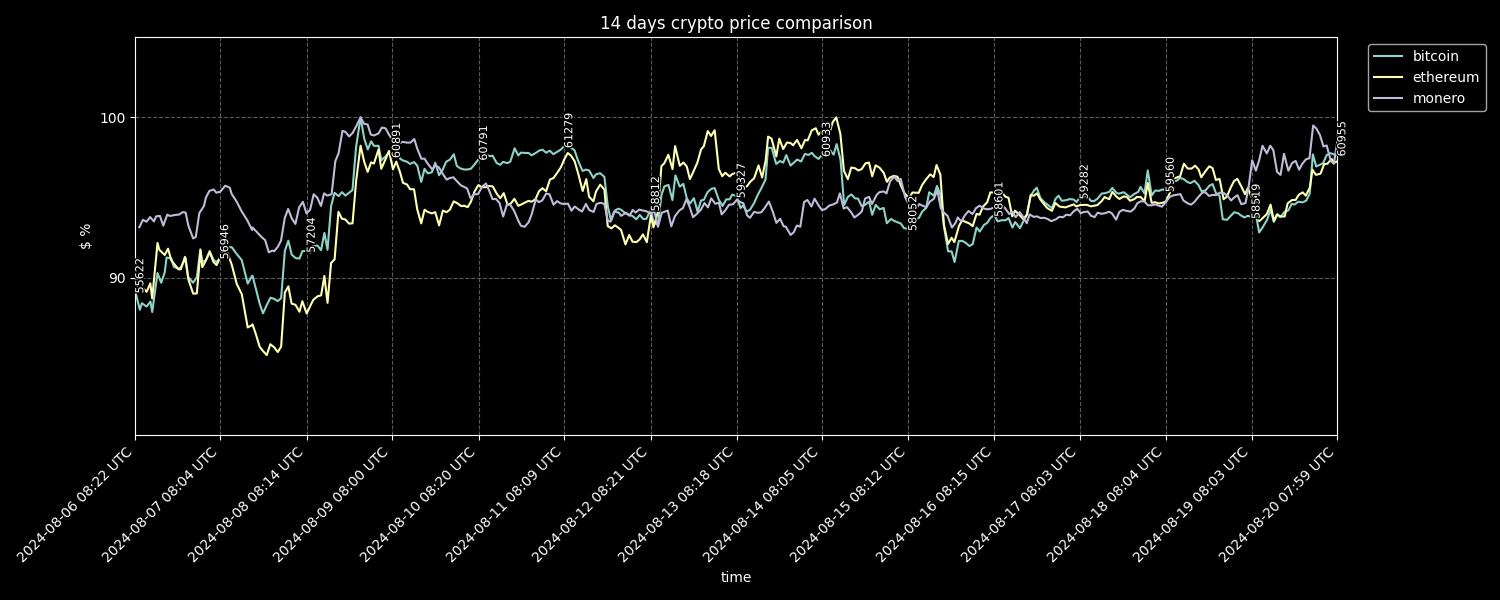 14 days crypto price comparison
bitcoin
ethereum
monero
$ %
100
90
55622
56946
57204
60891
60791
61279
58812
59327
60933
58052
58601
59282
59560
58519
60955
2024-08-06 08:22 UTC
2024-08-07 08:04 UTC
2024-08-08 08:14 UTC
2024-08-09 08:00 UTC
2024-08-10 08:20 UTC
2024-08-11 08:09 UTC
2024-08-12 08:21 UTC
2024-08-13 08:18 UTC
2024-08-14 08:05 UTC
2024-08-15 08:12 UTC
2024-08-16 08:15 UTC
2024-08-17 08:03 UTC
2024-08-18 08:04 UTC
2024-08-19 08:03 UTC
2024-08-20 07:59 UTC
time